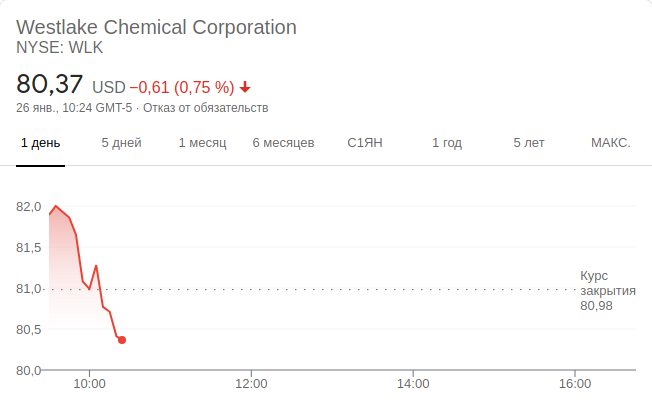 Westlake Chemical Corporation
NYSE: WLK
80,37 USD −0,61 (0,75 %)
26 янв., 10:24 GMT-5 · Отказ от обязательств
1 день 5 дней 1 месяц 6 месяцев С1ЯН 1 год 5 лет МАКС.
82,0
81,5
Курс
81,0 закрытия
80,98
80,5
80,0
10:00 12:00 14:00 16:00